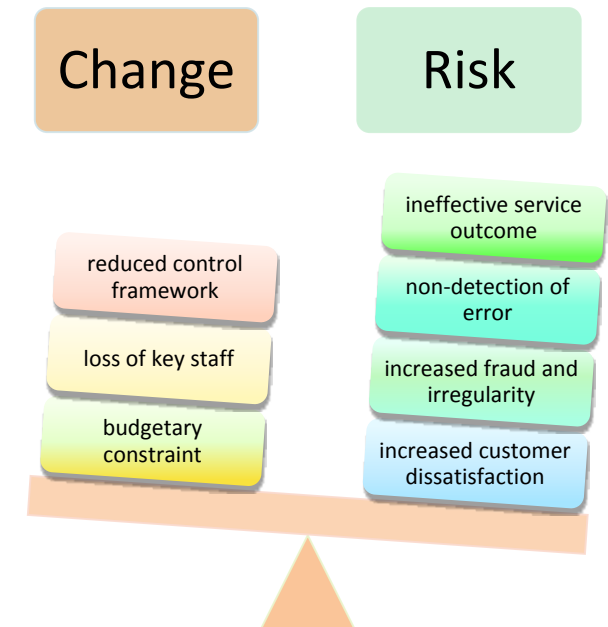 Change
Risk
reduced control
framework
loss of key staff
budgetary
constraint
ineffective service
outcome
non-detection of
error
increased fraud and
irregularity
increased customer
dissatisfaction